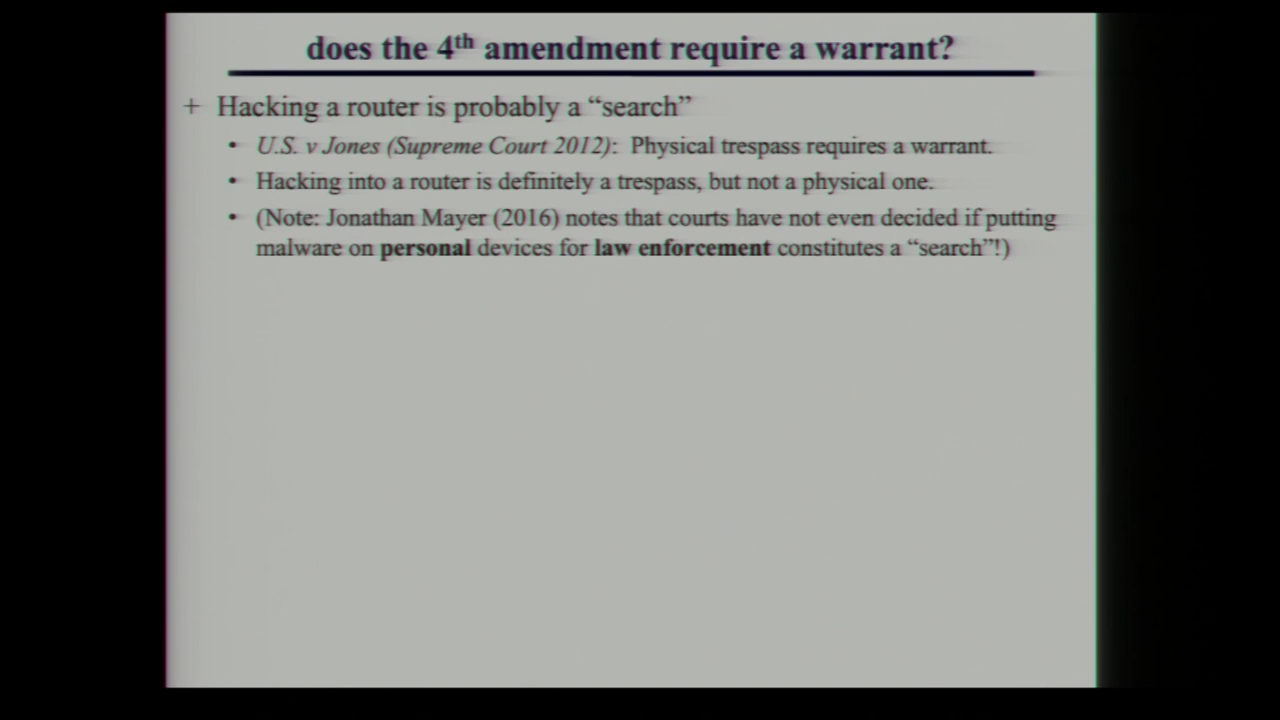 does the 4th amendment require a warrant?
+ Hacking a router is probably a “search”
• U.S. v Jones (Supreme Court 2012): Physical trespass requires a warrant.
• Hacking into a router is definitely a trespass, but not a physical one.
• (Note: Jonathan Mayer (2016) notes that courts have not even decided if putting
malware on personal devices for law enforcement constitutes a “search”!)